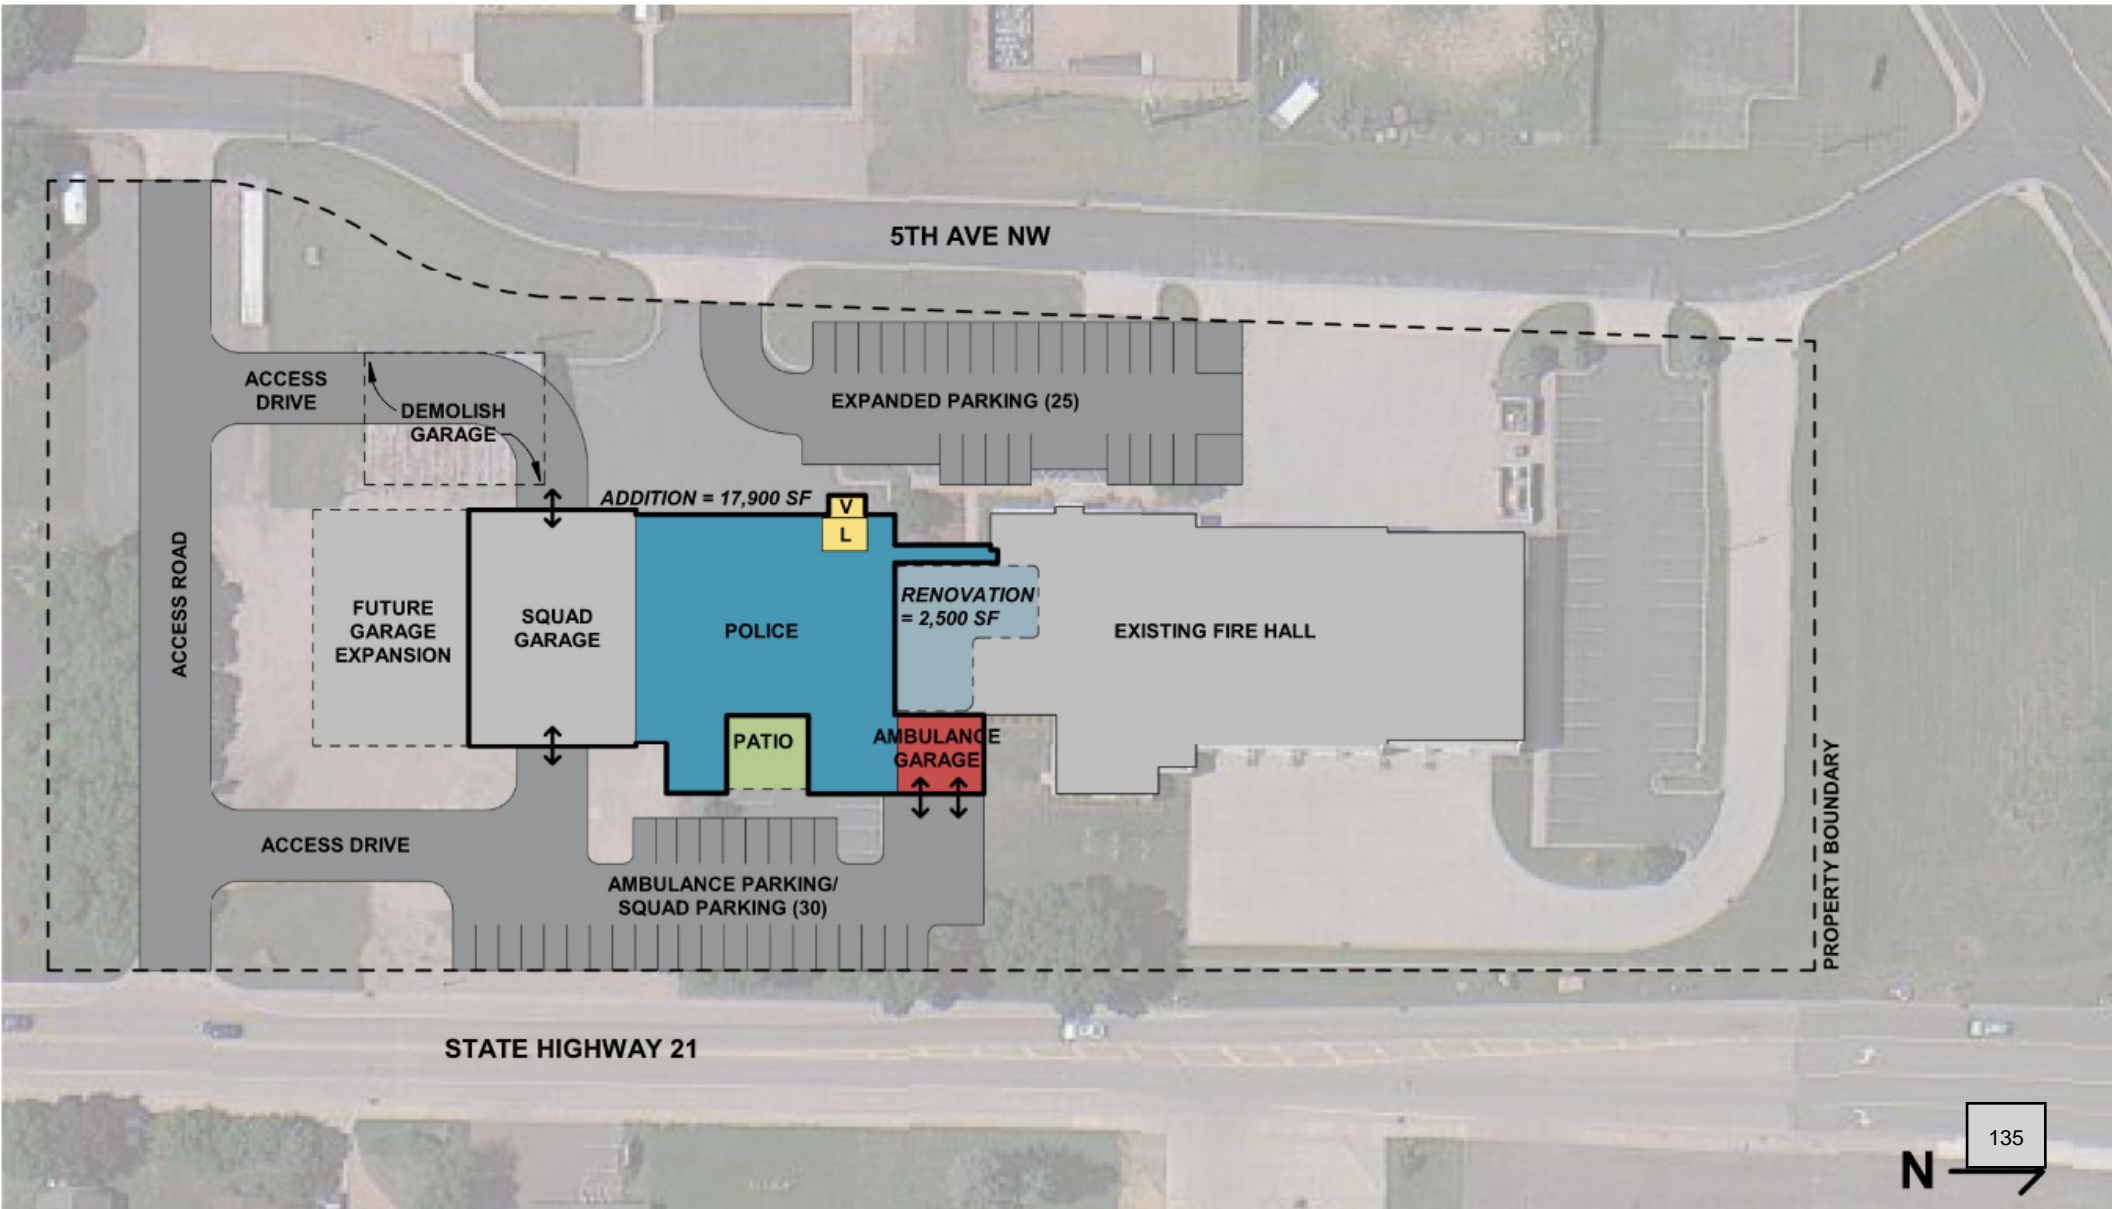 5TH AVE NW
ACCESS
DRIVE
DEMOLISH
GARAGE
EXPANDED PARKING (25)
ADDITION = 17,900 SF
V
L
ACCESS ROAD
FUTURE
GARAGE
EXPANSION
SQUAD
GARAGE
POLICE
RENOVATION
= 2,500 SF
EXISTING FIRE HALL
PATIO
AMBULANCE
GARAGE
ACCESS DRIVE
AMBULANCE PARKING/
SQUAD PARKING (30)
PROPERTY BOUNDARY
STATE HIGHWAY 21
135
N